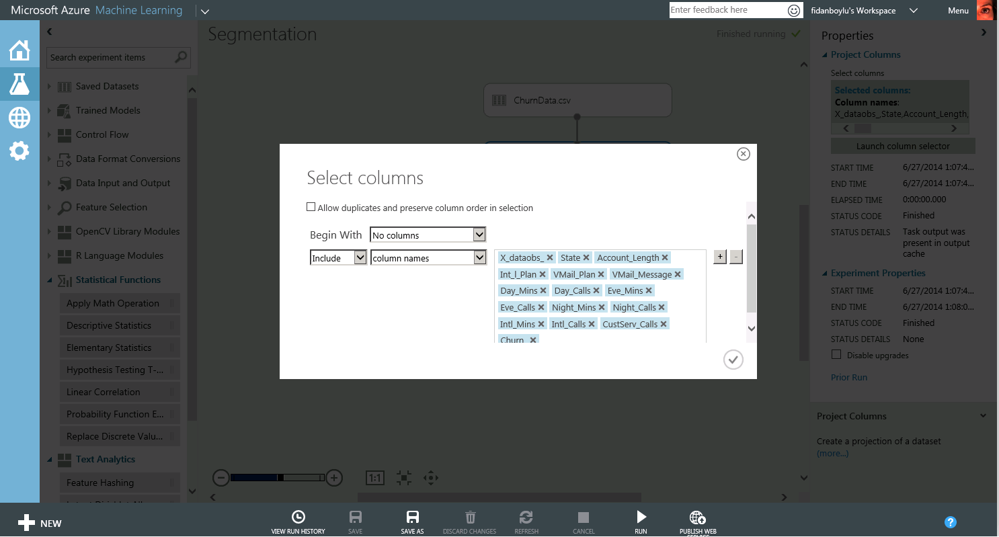 Microsoft Azure Machine Learning
Enter feedback here
fidanboylu's Workspace
Menu
Search experiment items
Saved Datasets
Trained Models
Control Flow
Data Format Conversions
Data Input and Output
Feature Selection
OpenCV Library Modules
R Language Modules
Statistical Functions
Apply Math Operation
Descriptive Statistics
Elementary Statistics
Hypothesis Testing T-...
Linear Correlation
Probability Function E...
Replace Discrete Valu...
Text Analytics
Feature Hashing
Segmentation
Finished running
ChurnData.csv
Select columns
Allow duplicates and preserve column order in selection
Begin With No columns
Include column names
X_dataobs_ State Account_Length
Int_l_Plan VMail_Plan VMail_Message
Day_Mins Day_Calls Eve_Mins
Eve_Calls Night_Mins Night_Calls
Intl_Mins Intl_Calls CustServ_Calls
Churn_
+ -
1:1
Properties
Project Columns
Select columns
Selected columns:
Column names:
X_dataobs_,State,Account_Length,
Launch column selector
START TIME 6/27/2014 1:07:4...
END TIME 6/27/2014 1:07:4...
ELAPSED TIME 0:00:00.000
STATUS CODE Finished
STATUS DETAILS Task output was
present in output
cache
Experiment Properties
START TIME 6/27/2014 1:07:4...
END TIME 6/27/2014 1:08:0...
STATUS CODE Finished
STATUS DETAILS None
Disable upgrades
Prior Run
Project Columns
Create a projection of a dataset
(more...)
NEW
VIEW RUN HISTORY
SAVE
SAVE AS
DISCARD CHANGES
REFRESH
CANCEL
RUN
PUBLISH WEB
SERVICE
?